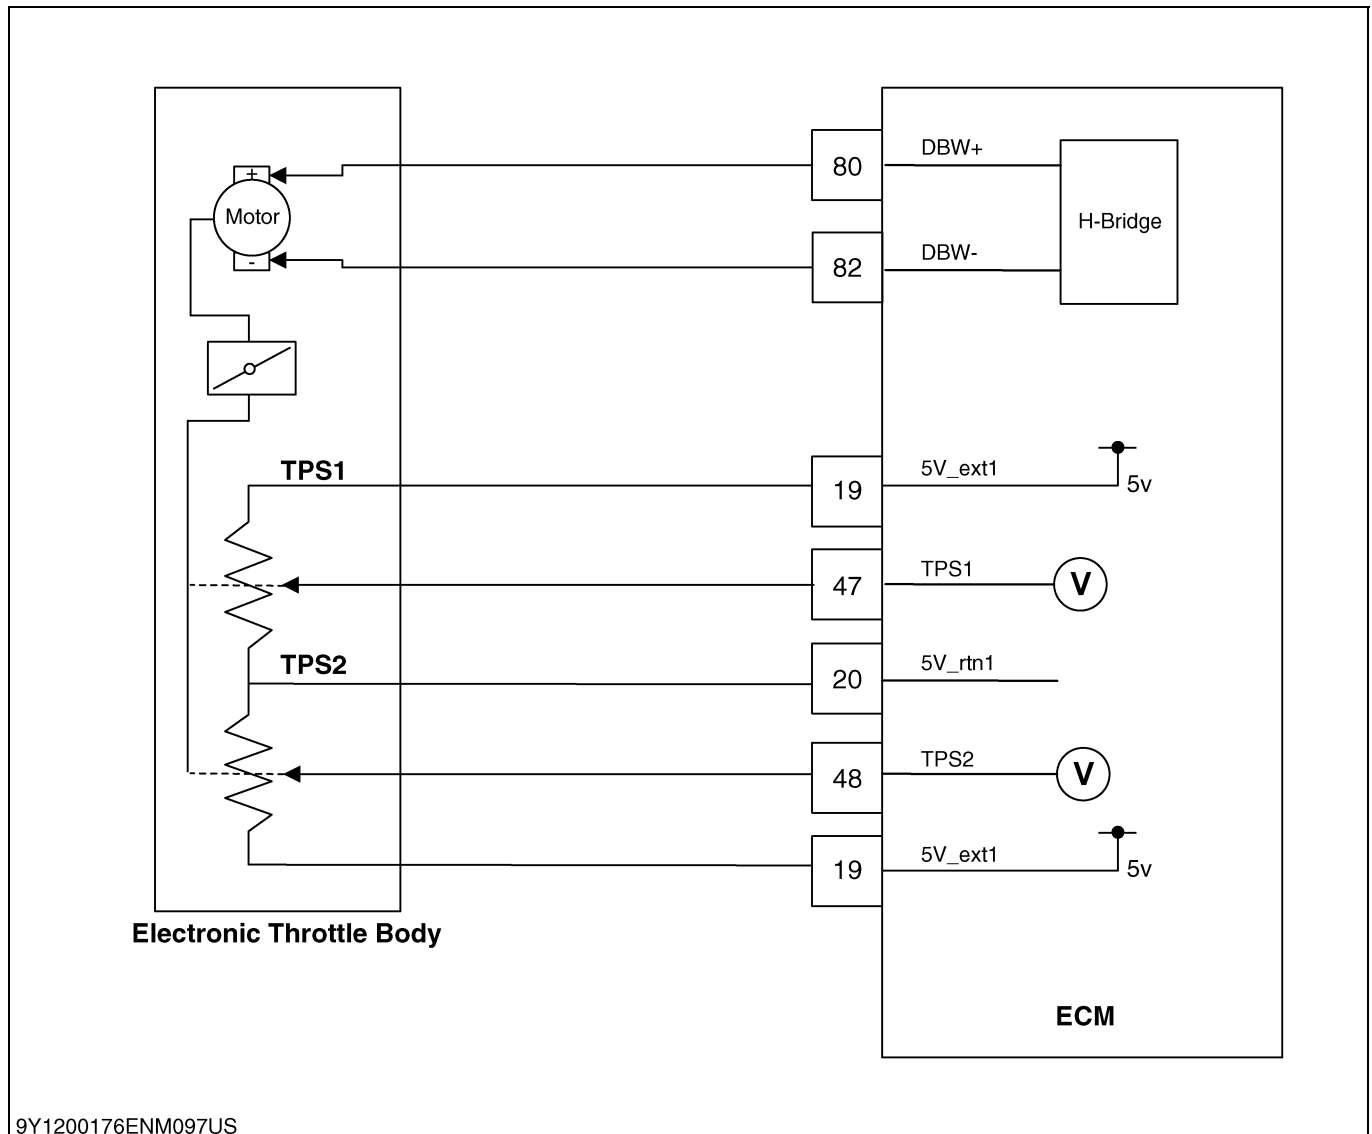 80
DBW+
+
Motor
H-Bridge
-
82
DBW-
TPS1
19
5V_ext1
5v
47
TPS1
V
TPS2
20
5V_rtn1
48
TPS2
V
19
5V_ext1
5v
Electronic Throttle Body
ECM
9Y1200176ENM097US